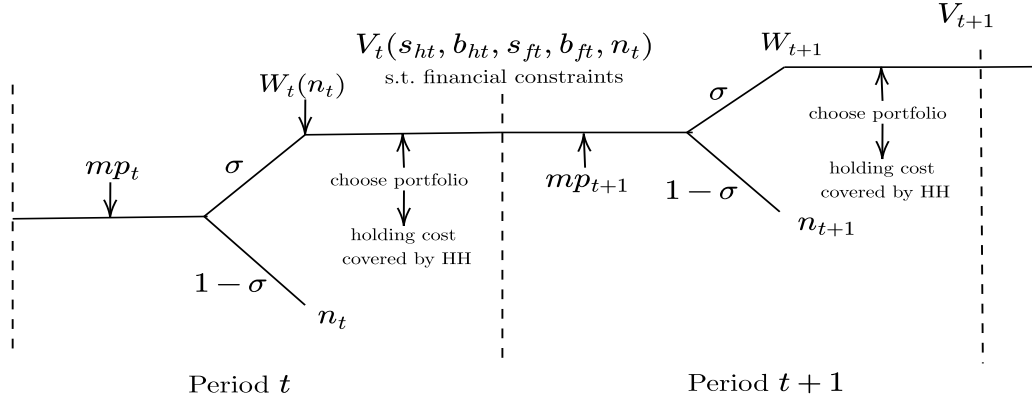 V_{t+1}
V_t(s_{ht}, b_{ht}, s_{ft}, b_{ft}, n_t)
s.t. financial constraints
W_{t+1}
W_t(n_t)
σ
choose portfolio
holding cost
covered by HH
mp_t
σ
choose portfolio
holding cost
covered by HH
mp_{t+1}
1 − σ
n_{t+1}
1 − σ
n_t
Period t
Period t + 1